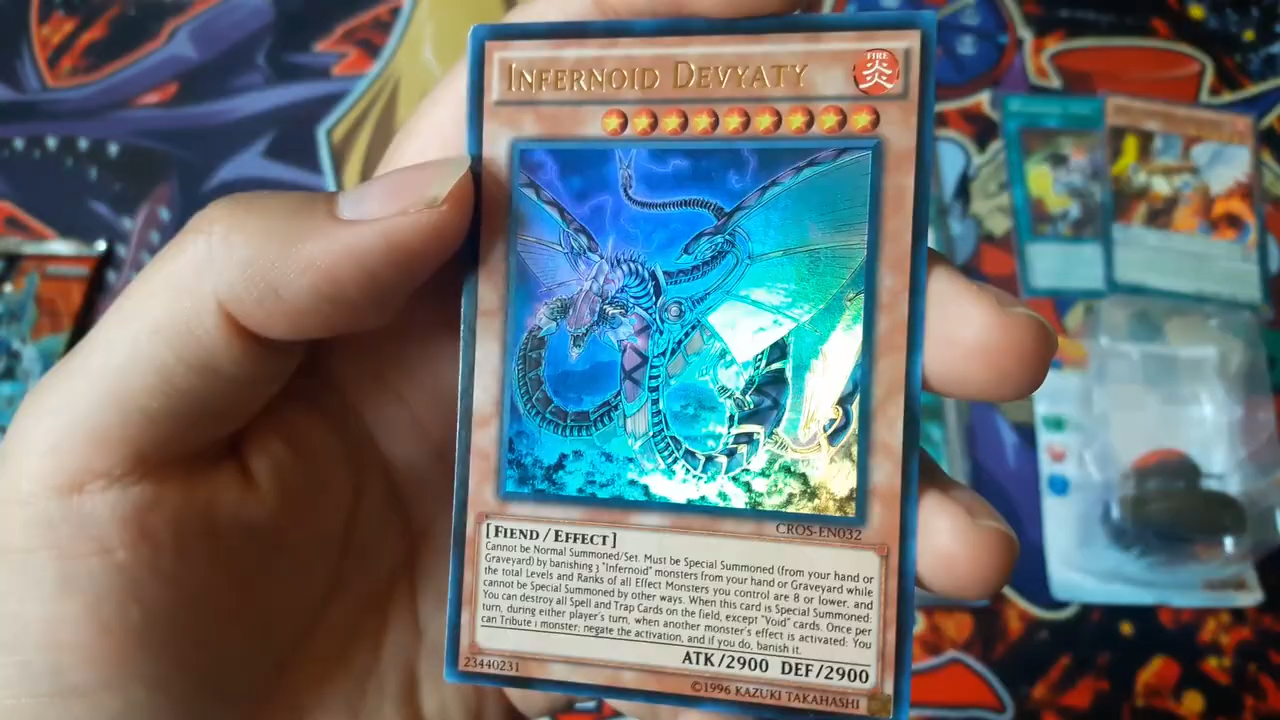 INFERNOID DEVYATY
FIRE
炎
CROS-EN032
[FIEND/EFFECT]
Cannot be Normal Summoned/Set. Must be Special Summoned (from your hand or
Graveyard) by banishing 3 "Infernoid" monsters from your hand or Graveyard while
the total Levels and Ranks of all Effect Monsters you control are 8 or lower, and
cannot be Special Summoned by other ways. When this card is Special Summoned:
You can destroy all Spell and Trap Cards on the field, except "Void" cards. Once per
turn, during either player's turn, when another monster's effect is activated: You
can Tribute 1 monster; negate the activation, and if you do, banish it.
ATK/2900 DEF/2900
23440231
©1996 KAZUKI TAKAHASHI